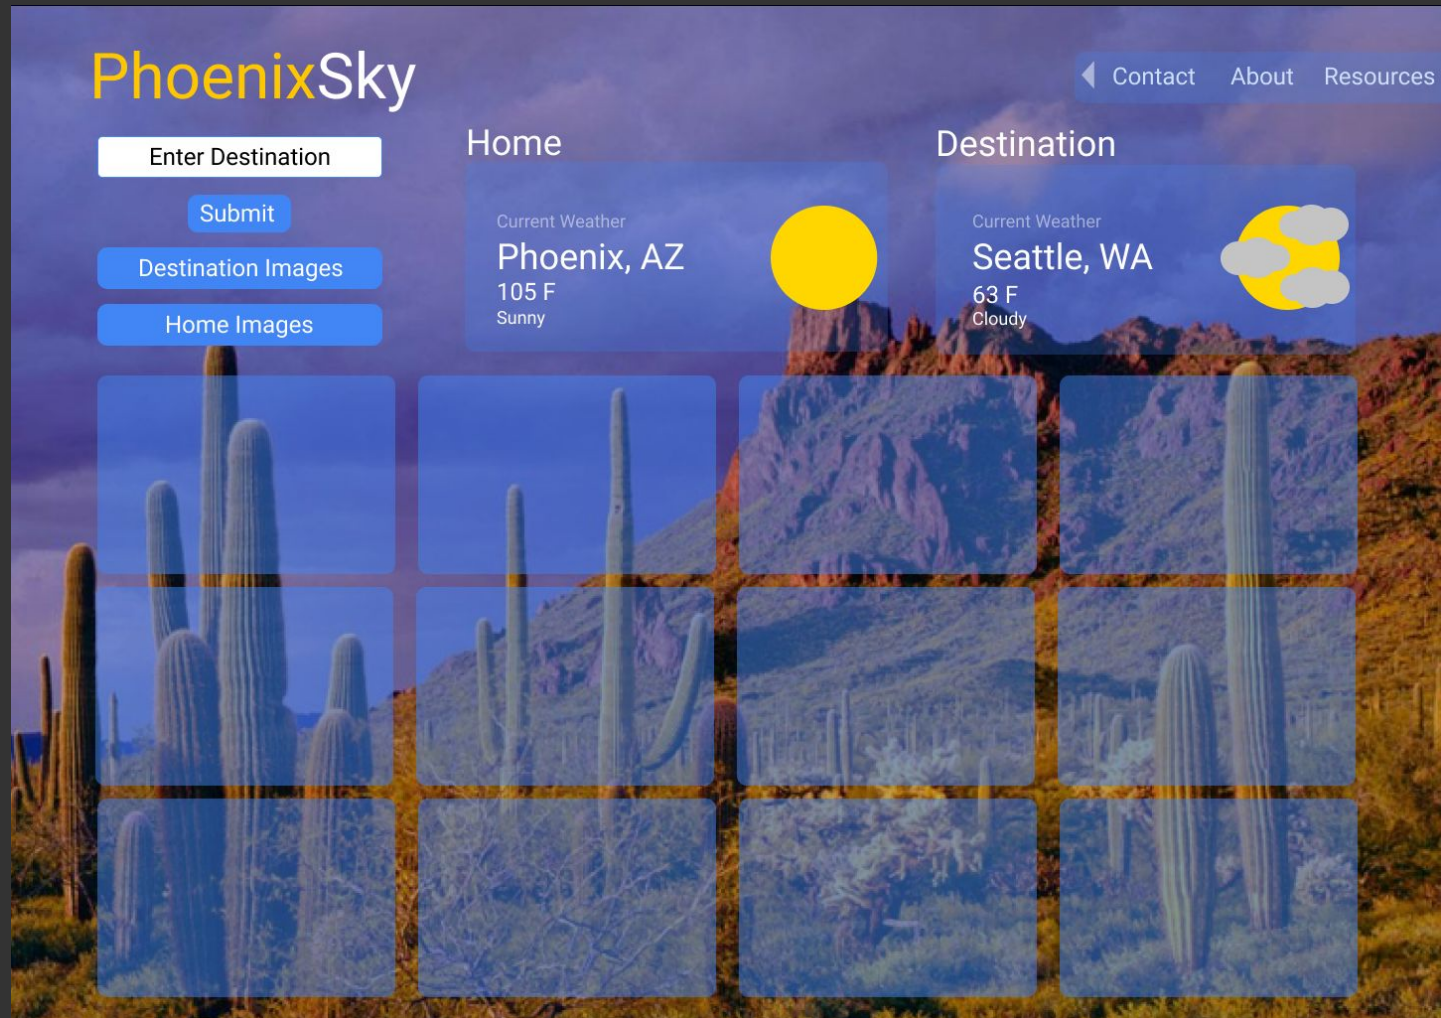 PhoenixSky
Contact About Resources
Enter Destination
Submit
Destination Images
Home Images
Home
Current Weather
Phoenix, AZ
105 F
Sunny
Destination
Current Weather
Seattle, WA
63 F
Cloudy